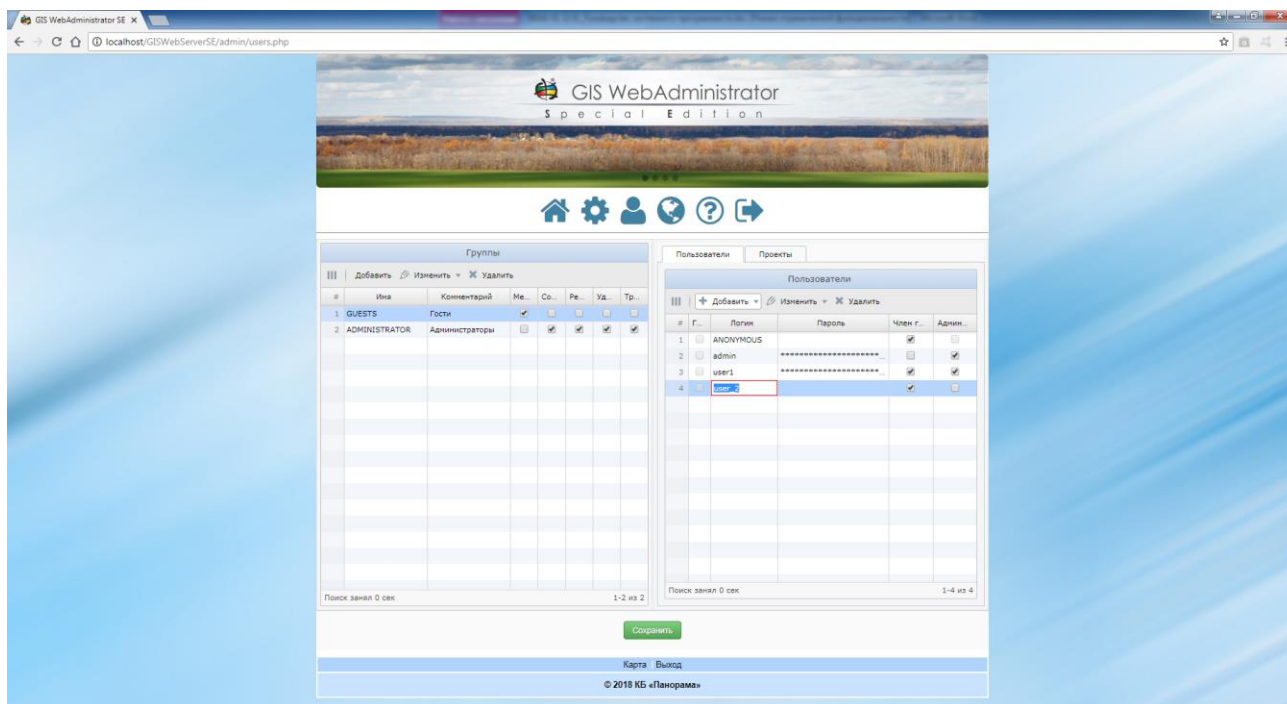 GIS WebAdministrator SE
localhost/GISWebServerSE/admin/users.php
GIS WebAdministrator
Special Edition
Группы
Добавить Изменить Удалить
# Имя Комментарий Ме... Со... Ре... Уд... Тр...
1 GUESTS Гости
2 ADMINISTRATOR Администраторы
Поиск занял 0 сек 1-2 из 2
Пользователи Проекты
Пользователи
Добавить Изменить Удалить
# Г... Логин Пароль Член г... Админ...
1 ANONYMOUS
2 admin *********************...
3 user1 *********************...
4 user_2
Поиск занял 0 сек 1-4 из 4
Сохранить
Карта Выход
© 2018 КБ «Панорама»